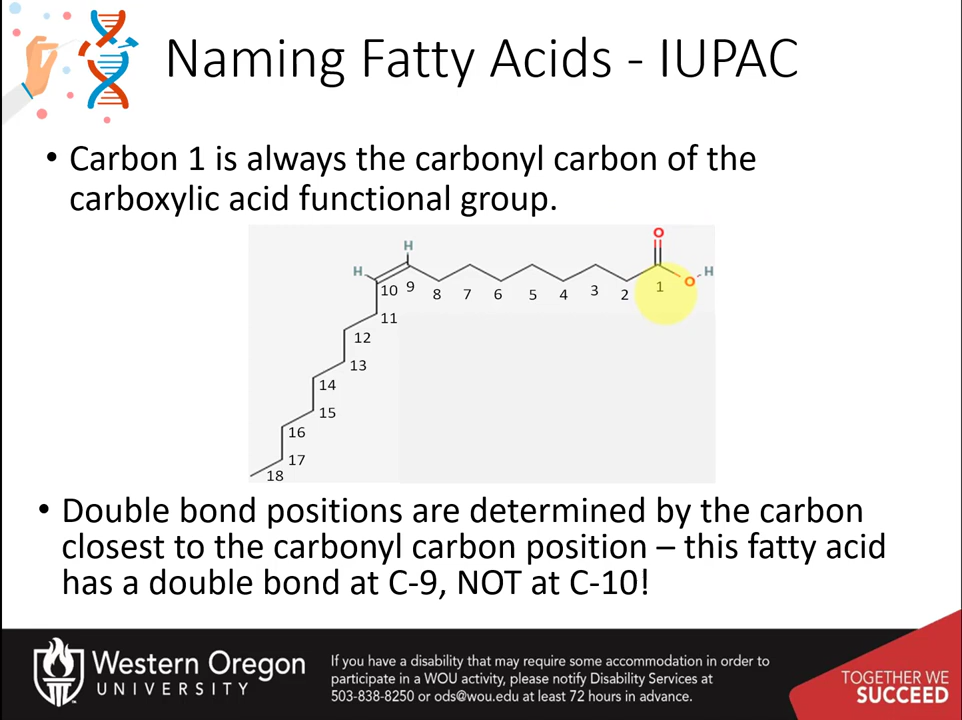 Naming Fatty Acids - IUPAC
• Carbon 1 is always the carbonyl carbon of the
carboxylic acid functional group.
O
H
H
O
H
10 9 8 7 6 5 4 3 2 1
11
12
13
14
15
16
17
18
• Double bond positions are determined by the carbon
closest to the carbonyl carbon position – this fatty acid
has a double bond at C-9, NOT at C-10!
Western Oregon
UNIVERSITY
If you have a disability that may require some accommodation in order to
participate in a WOU activity, please notify Disability Services at
503-838-8250 or ods@wou.edu at least 72 hours in advance.
TOGETHER WE
SUCCEED